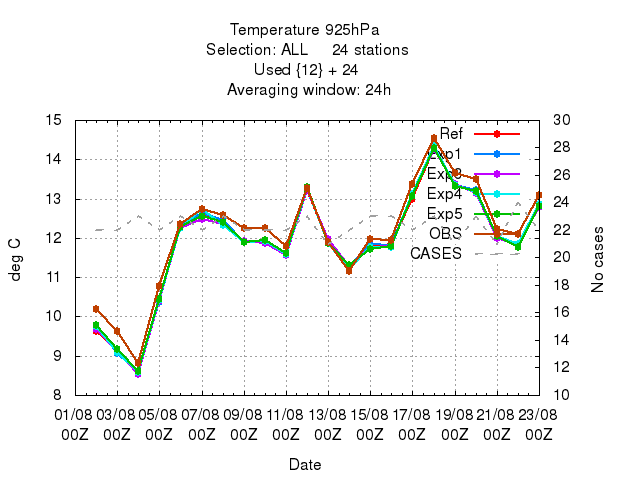 Temperature 925hPa
Selection: ALL 24 stations
Used {12} + 24
Averaging window: 24h
15
14
13
12
11
10
9
8
deg C
30
28
26
24
22
20
18
16
14
12
10
No cases
Ref
Exp1
Exp3
Exp4
Exp5
OBS
CASES
01/08 03/08 05/08 07/08 09/08 11/08 13/08 15/08 17/08 19/08 21/08 23/08
00Z 00Z 00Z 00Z 00Z 00Z 00Z 00Z 00Z 00Z 00Z 00Z
Date